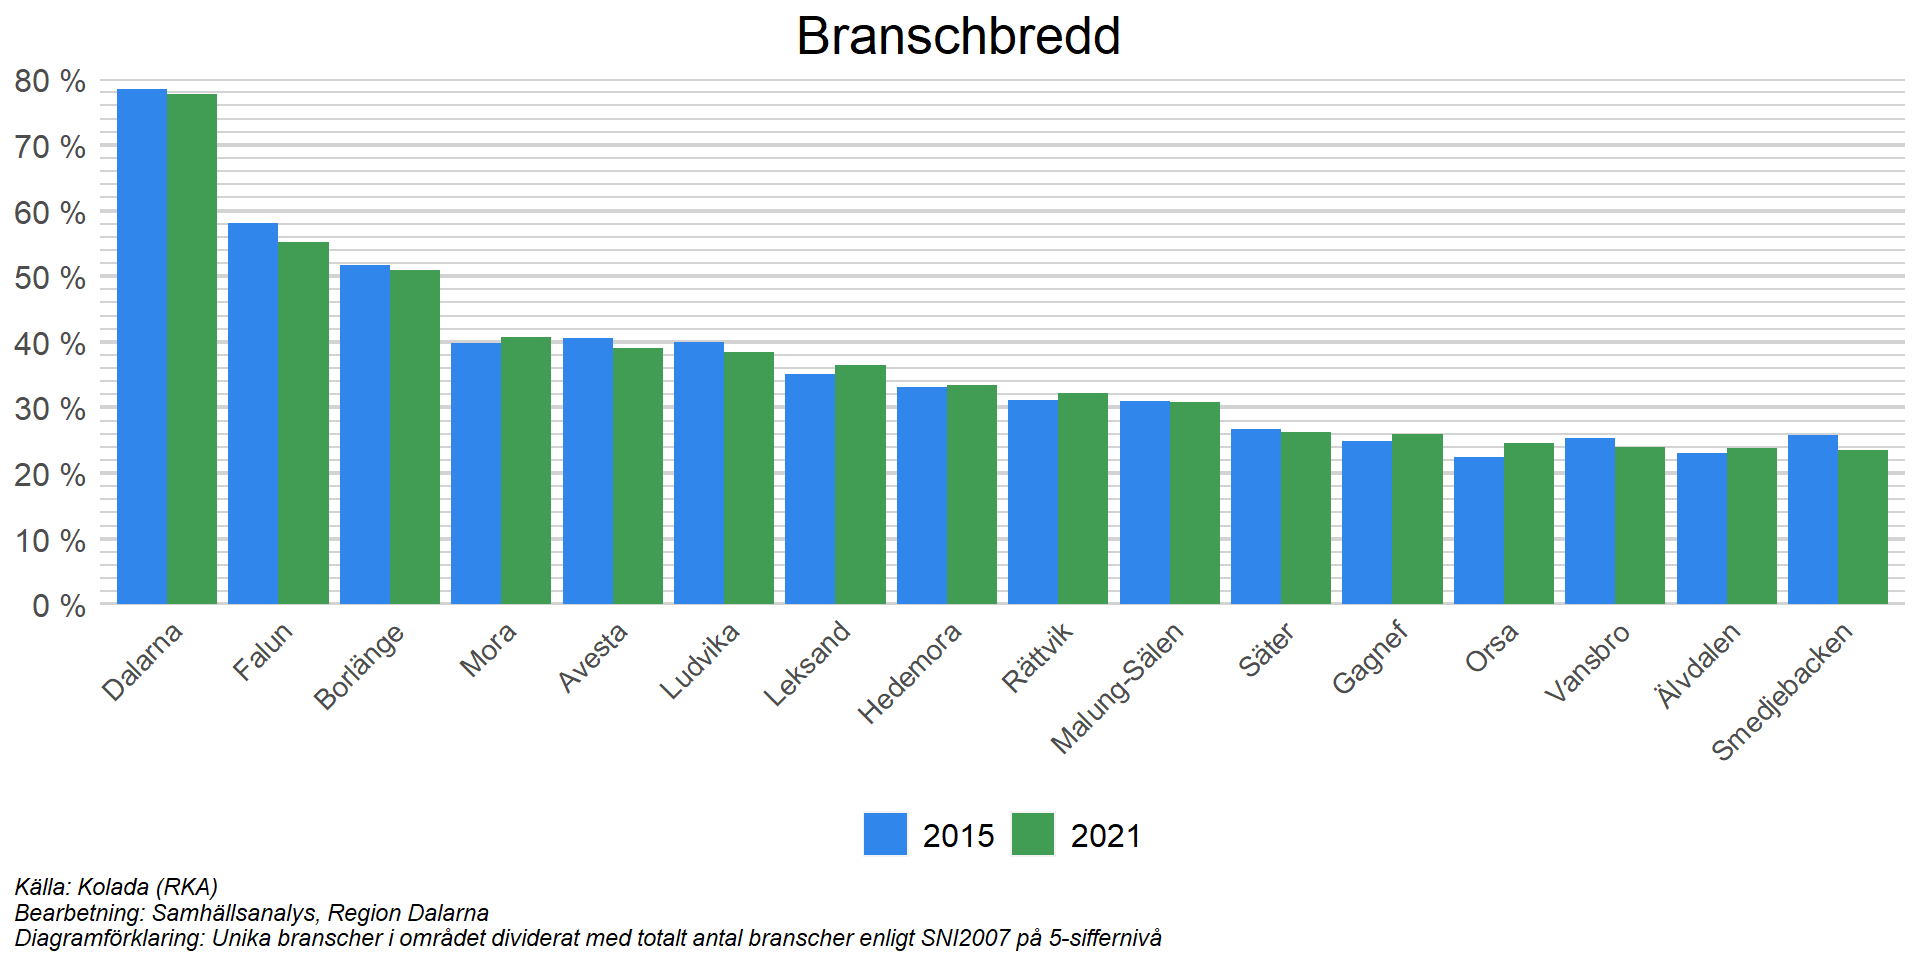 Branschbredd
80 %
70 %
60 %
50 %
40 %
30 %
20 %
10 %
0 %
Dalarna
Falun
Borlänge
Mora
Avesta
Ludvika
Leksand
Hedemora
Rättvik
Malung-Sälen
Säter
Gagnef
Orsa
Vansbro
Älvdalen
Smedjebacken
2015
2021
Källa: Kolada (RKA)
Bearbetning: Samhällsanalys, Region Dalarna
Diagramförklaring: Unika branscher i området dividerat med totalt antal branscher enligt SNI2007 på 5-siffernivå